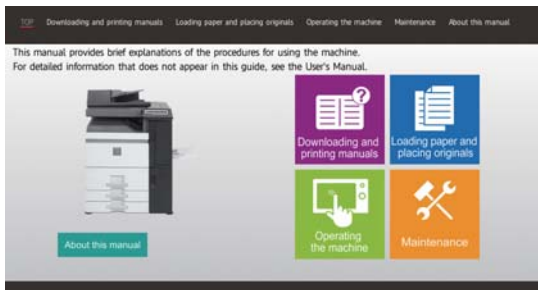 TOP Downloading and printing manuals Loading paper and placing originals Operating the machine Maintenance About this manual
This manual provides brief explanations of the procedures for using the machine.
For detailed information that does not appear in this guide, see the User's Manual.
Downloading and
printing manuals
Loading paper and
placing originals
Operating
the machine
Maintenance
About this manual